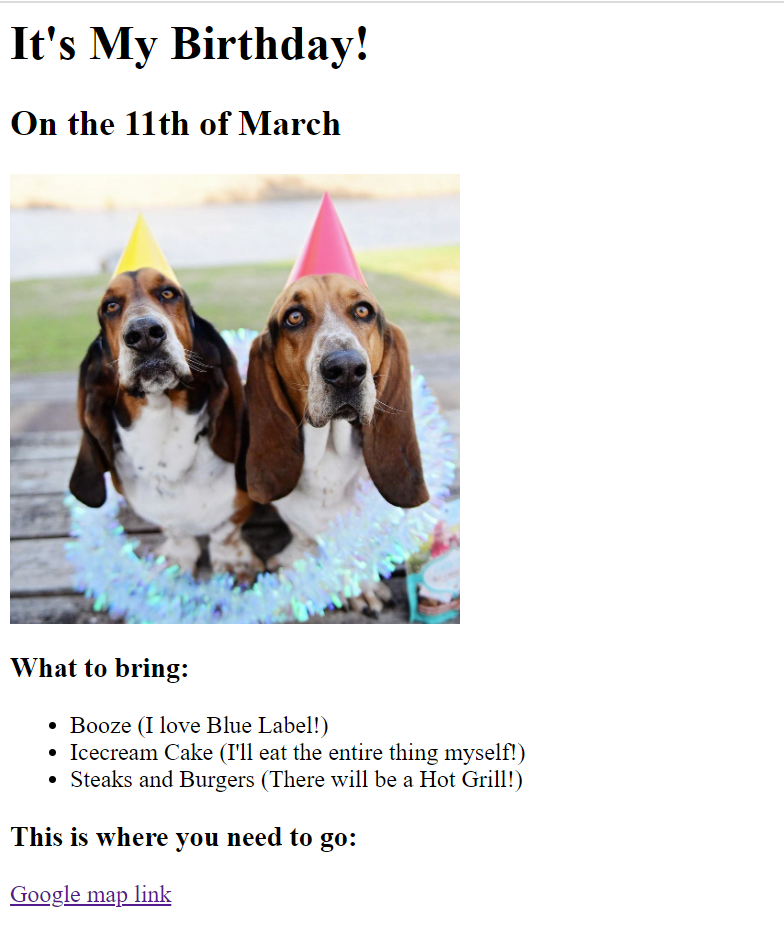 It's My Birthday!
On the 11th of March
What to bring:
Booze (I love Blue Label!)
Icecream Cake (I'll eat the entire thing myself!)
Steaks and Burgers (There will be a Hot Grill!)
This is where you need to go:
Google map link